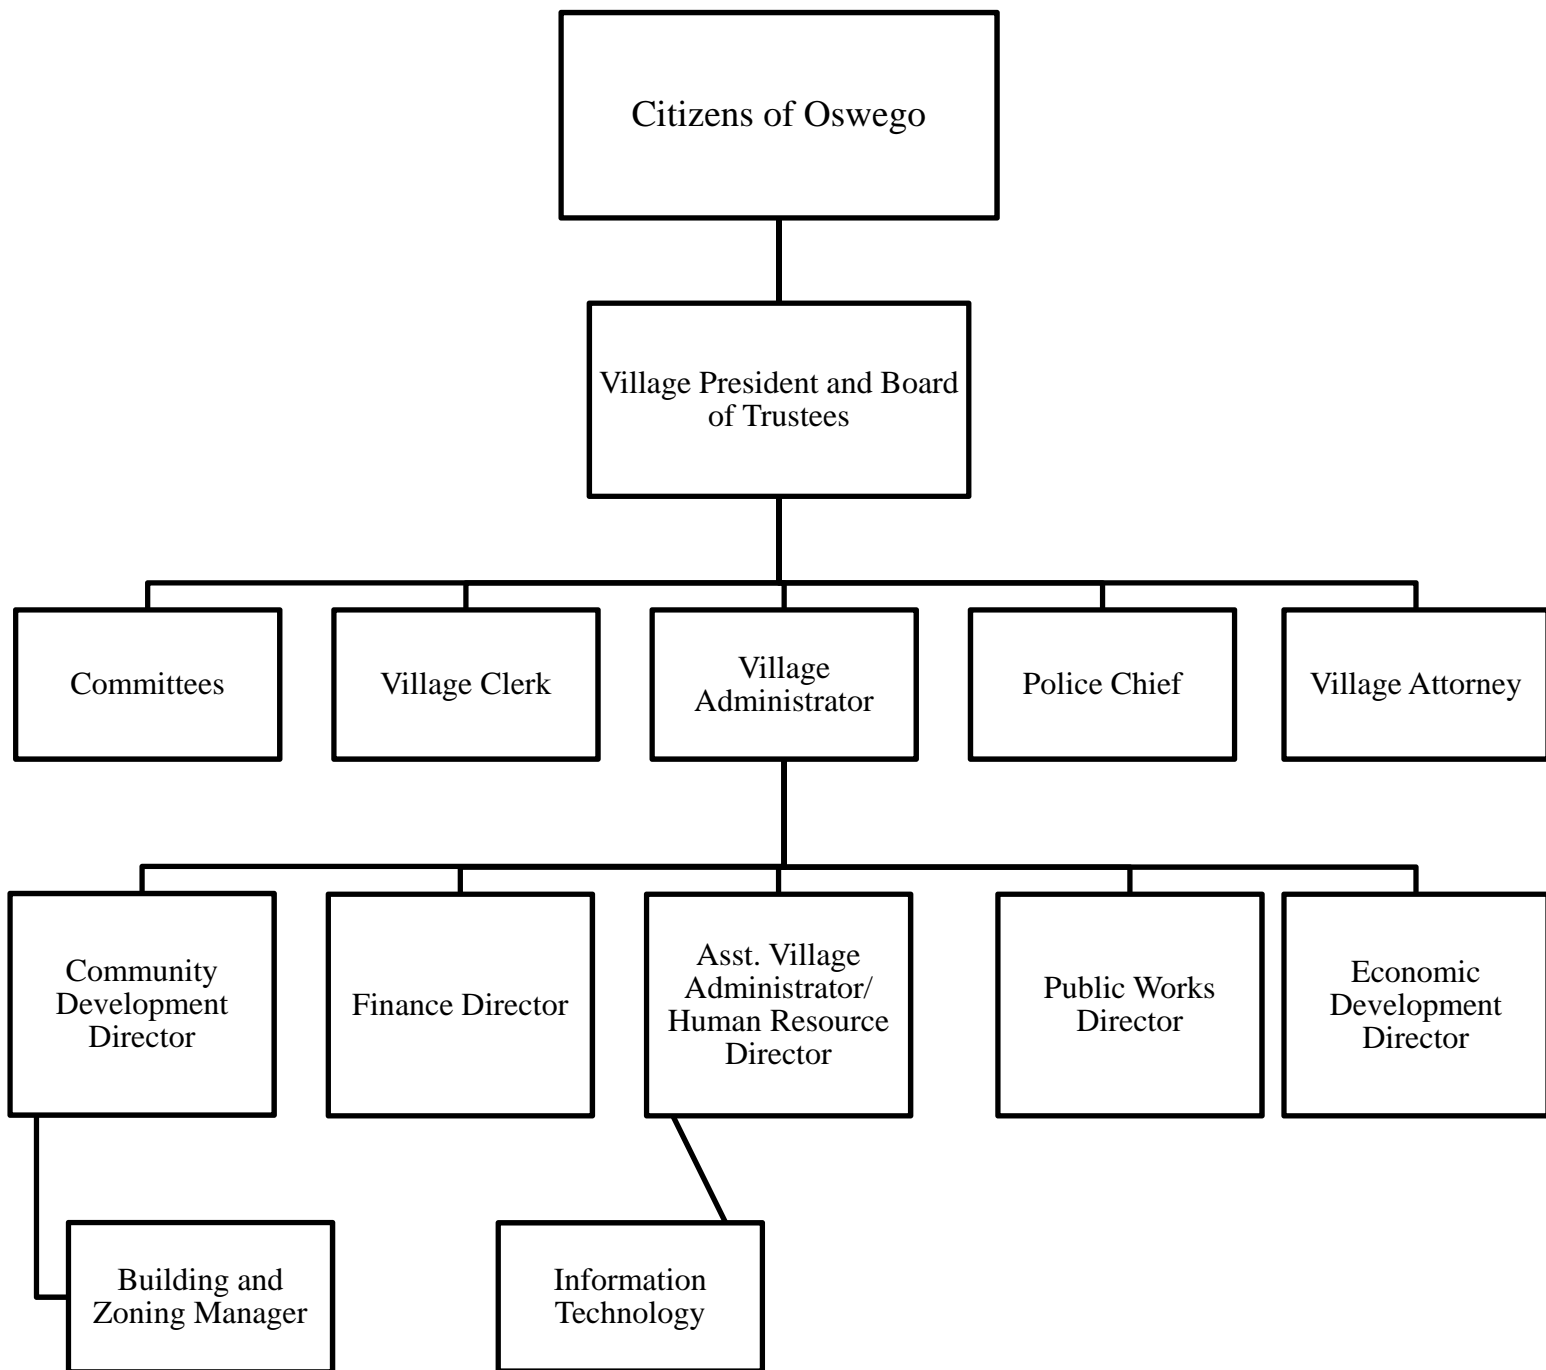 Citizens of Oswego
Village President and Board
of Trustees
Committees
Village Clerk
Village
Administrator
Police Chief
Village Attorney
Community
Development
Director
Finance Director
Asst. Village
Administrator/
Human Resource
Director
Public Works
Director
Economic
Development
Director
Building and
Zoning Manager
Information
Technology